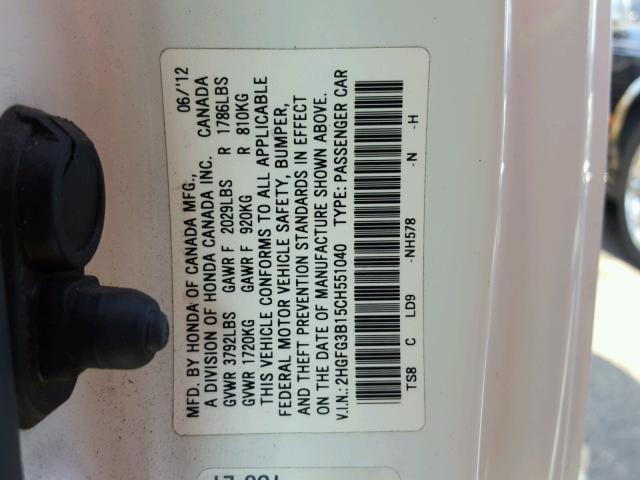 MFD. BY HONDA OF CANADA MFG., 06/'12
A DIVISION OF HONDA CANADA INC. CANADA
GVWR 3792LBS GAWR F 2029LBS R 1786LBS
GVWR 1720KG GAWR F 920KG R 810KG
THIS VEHICLE CONFORMS TO ALL APPLICABLE
FEDERAL MOTOR VEHICLE SAFETY, BUMPER,
AND THEFT PREVENTION STANDARDS IN EFFECT
ON THE DATE OF MANUFACTURE SHOWN ABOVE.
V.I.N.: 2HGFG3B15CH551040 TYPE: PASSENGER CAR
TS8 C LD9 -NH578 -N -H